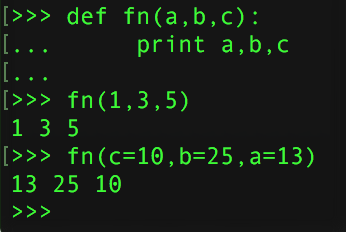 [>>> def fn(a,b,c):
[...     print a,b,c
[...
[>>> fn(1,3,5)
1 3 5
[>>> fn(c=10,b=25,a=13)
13 25 10
>>>